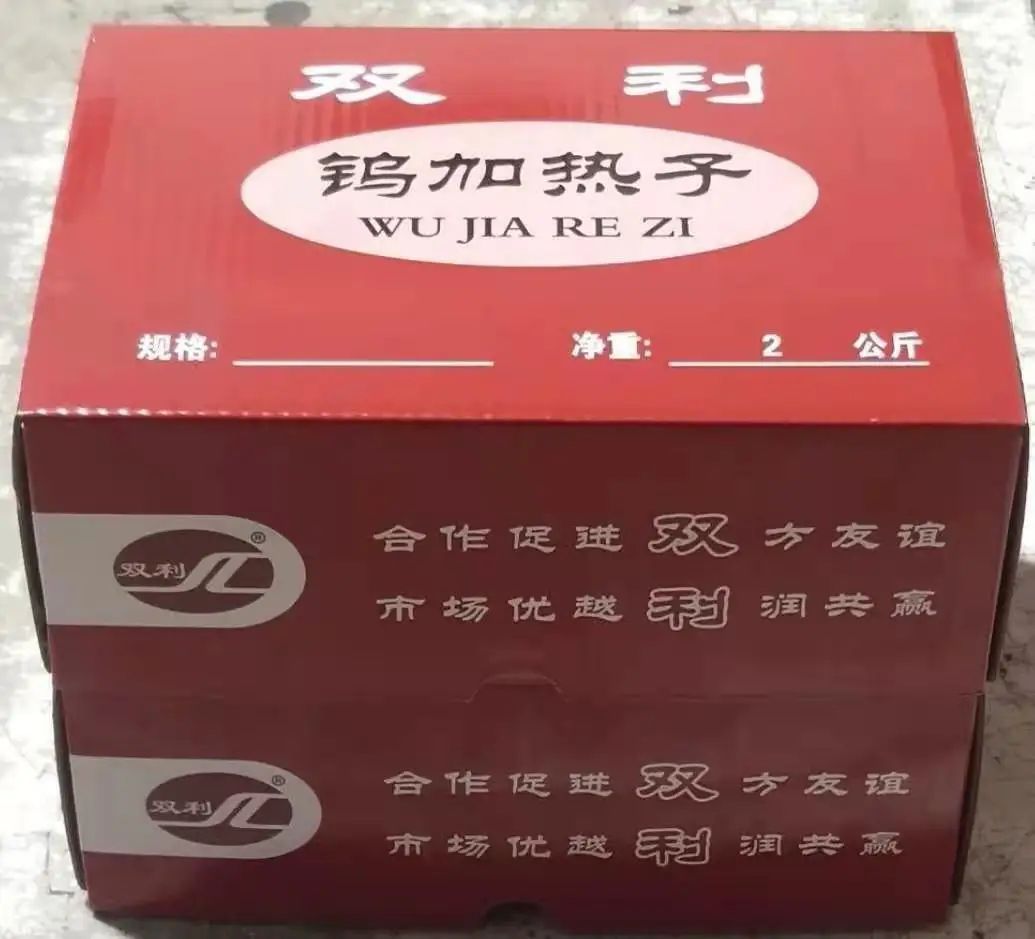 双利
钨加热子
WU JIA RE ZI
规格: 净重: 2 公斤
合作促进双方友谊
双利 ®
市场优越利润共赢
合作促进双方友谊
双利 ®
市场优越利润共赢